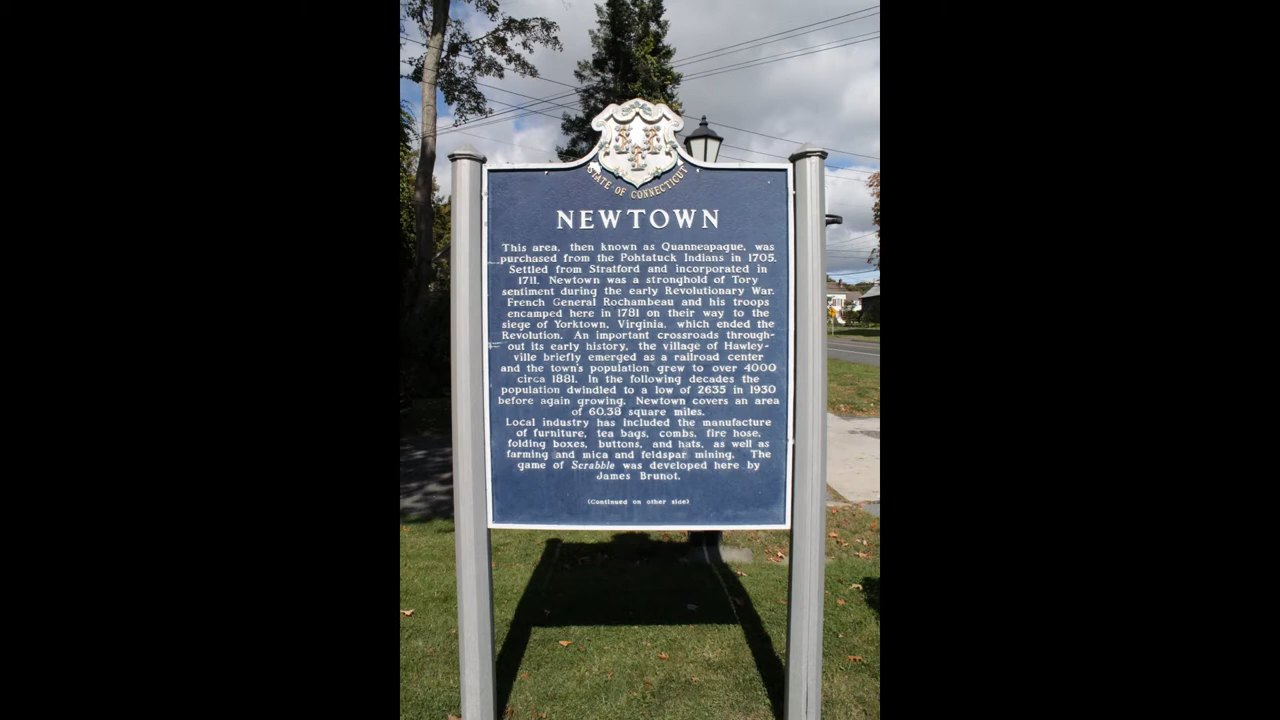 STATE OF CONNECTICUT
NEWTOWN
This area, then known as Quanneapague, was
purchased from the Pohtatuck Indians in 1705.
Settled from Stratford and incorporated in
1711. Newtown was a stronghold of Tory
sentiment during the early Revolutionary War.
French General Rochambeau and his troops
encamped here in 1781 on their way to the
siege of Yorktown, Virginia, which ended the
Revolution. An important crossroads through-
out its early history, the village of Hawley-
ville briefly emerged as a railroad center
and the town's population grew to over 4000
circa 1881. In the following decades the
population dwindled to a low of 2635 in 1930
before again growing. Newtown covers an area
of 60.38 square miles.
Local industry has included the manufacture
of furniture, tea bags, combs, fire hose,
folding boxes, buttons, and hats, as well as
farming and mica and feldspar mining. The
game of Scrabble was developed here by
James Brunot.
(Continued on other side)